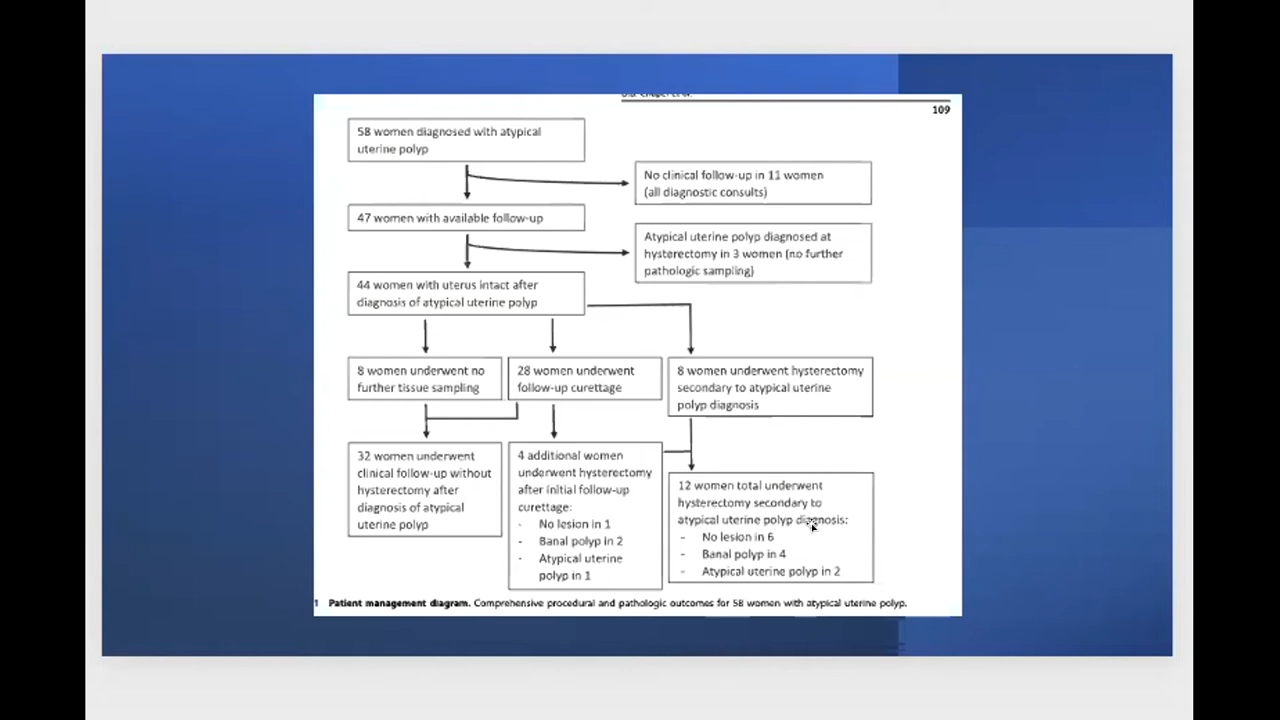 109
58 women diagnosed with atypical
uterine polyp
No clinical follow-up in 11 women
(all diagnostic consults)
47 women with available follow-up
Atypical uterine polyp diagnosed at
hysterectomy in 3 women (no further
pathologic sampling)
44 women with uterus intact after
diagnosis of atypical uterine polyp
8 women underwent no
further tissue sampling
28 women underwent
follow-up curettage
8 women underwent hysterectomy
secondary to atypical uterine
polyp diagnosis
32 women underwent
clinical follow-up without
hysterectomy after
diagnosis of atypical
uterine polyp
4 additional women
underwent hysterectomy
after initial follow-up
curettage:
- No lesion in 1
- Banal polyp in 2
- Atypical uterine
polyp in 1
12 women total underwent
hysterectomy secondary to
atypical uterine polyp diagnosis:
- No lesion in 6
- Banal polyp in 4
- Atypical uterine polyp in 2
1 Patient management diagram. Comprehensive procedural and pathologic outcomes for 58 women with atypical uterine polyp.